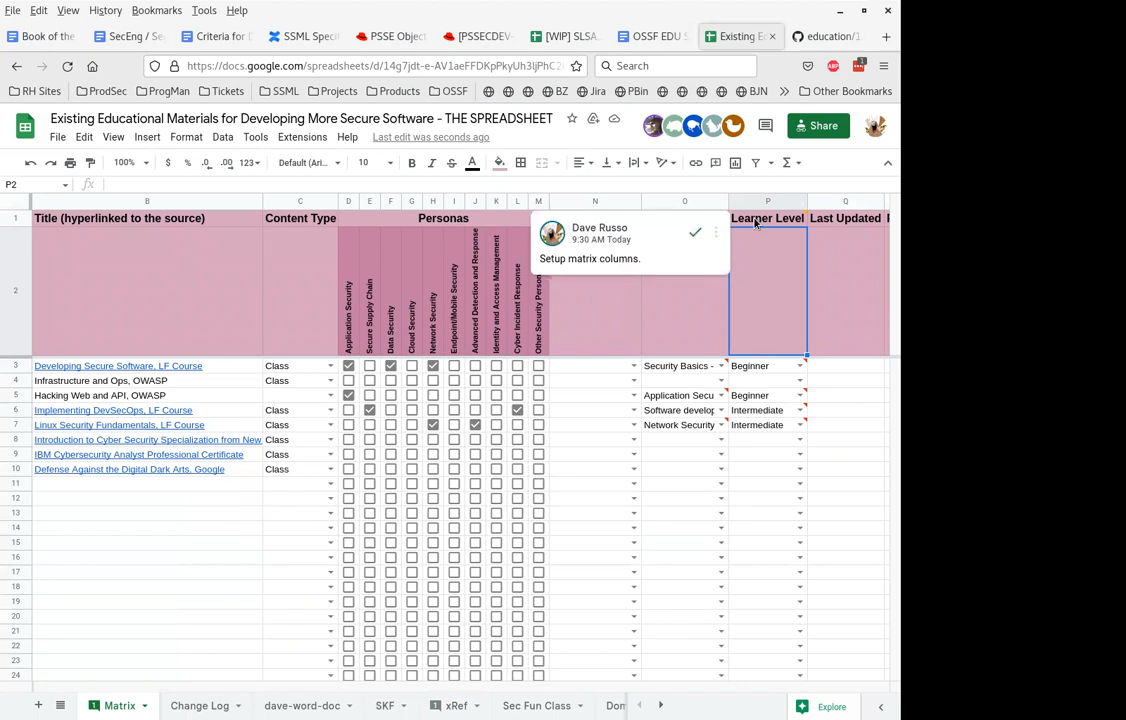 File Edit View History Bookmarks Tools Help
Book of the SecEng / Se Criteria for D SSML Speci PSSE Objec [PSSECDEV- [WIP] SLSA. OSSF EDU S Existing E education/1
https://docs.google.com/spreadsheets/d/14g7jdt-e-AV1aeFFDKpPkyUh3IjPhC2 Search ABP 1
RH Sites ProdSec ProgMan Tickets SSML Projects Products OSSF BZ Jira PBin BJN Other Bookmarks
Existing Educational Materials for Developing More Secure Software - THE SPREADSHEET
File Edit View Insert Format Data Tools Extensions Help Last edit was seconds ago
Share
100% $ % .0 .00 123 Default (Ari... 10 B I S A
P2 fx
B C D E F G H I J K L M N O P Q
1 Title (hyperlinked to the source) Content Type Personas Learner Level Last Updated
Dave Russo
9:30 AM Today
Setup matrix columns.
2
Application Security
Secure Supply Chain
Data Security
Cloud Security
Network Security
Endpoint/Mobile Security
Advanced Detection and Response
Identity and Access Management
Cyber Incident Response
Other Security Person
3 Developing Secure Software, LF Course Class Security Basics - Beginner
4 Infrastructure and Ops, OWASP Class
5 Hacking Web and API, OWASP Application Secu Beginner
6 Implementing DevSecOps, LF Course Class Software develop Intermediate
7 Linux Security Fundamentals, LF Course Class Network Security Intermediate
8 Introduction to Cyber Security Specialization from New Class
9 IBM Cybersecurity Analyst Professional Certificate Class
10 Defense Against the Digital Dark Arts, Google Class
11
12
13
14
15
16
17
18
19
20
21
22
23
24
1 Matrix Change Log dave-word-doc SKF 1 xRef Sec Fun Class Don Explore